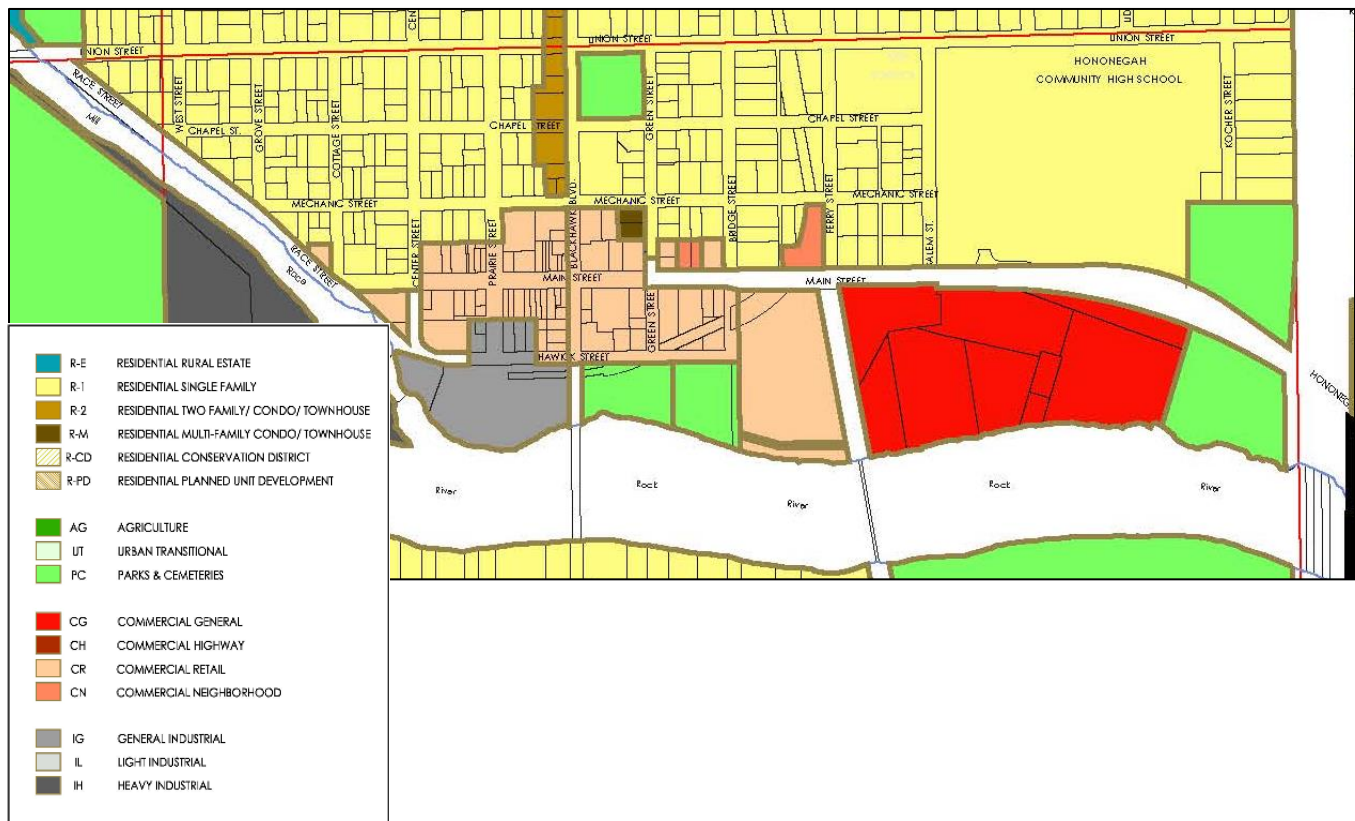 UNION STREET
UNION STREET
UNION STREET
HONONEGAH
COMMUNITY HIGH SCHOOL
RACE STREET
Mill
WEST STREET
GROVE STREET
COTTAGE STREET
CHAPEL ST.
CHAPEL STREET
CHAPEL STREET
GREEN STREET
KOCHER STREET
MECHANIC STREET
MECHANIC STREET
MECHANIC STREET
BLACKHAWK BLVD.
BRIDGE STREET
FERRY STREET
SALEM ST.
RACE STREET
Race
CENTER STREET
PRAIRIE STREET
MAIN STREET
MAIN STREET
GREEN STREET
HAWICK STREET
River
Rock
River
Rock
River
R-E RESIDENTIAL RURAL ESTATE
R-1 RESIDENTIAL SINGLE FAMILY
R-2 RESIDENTIAL TWO FAMILY/ CONDO/ TOWNHOUSE
R-M RESIDENTIAL MULTI-FAMILY CONDO/ TOWNHOUSE
R-CD RESIDENTIAL CONSERVATION DISTRICT
R-PD RESIDENTIAL PLANNED UNIT DEVELOPMENT
AG AGRICULTURE
UT URBAN TRANSITIONAL
PC PARKS & CEMETERIES
CG COMMERCIAL GENERAL
CH COMMERCIAL HIGHWAY
CR COMMERCIAL RETAIL
CN COMMERCIAL NEIGHBORHOOD
IG GENERAL INDUSTRIAL
IL LIGHT INDUSTRIAL
IH HEAVY INDUSTRIAL